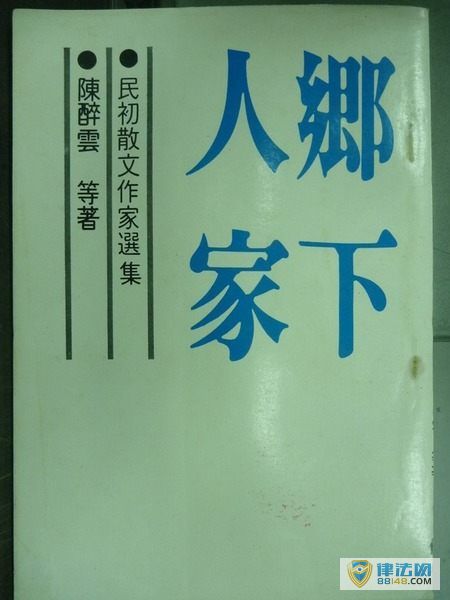 鄉下
人家
●民初散文作家選集
●陳醉雲 等著
律法网
88148.com